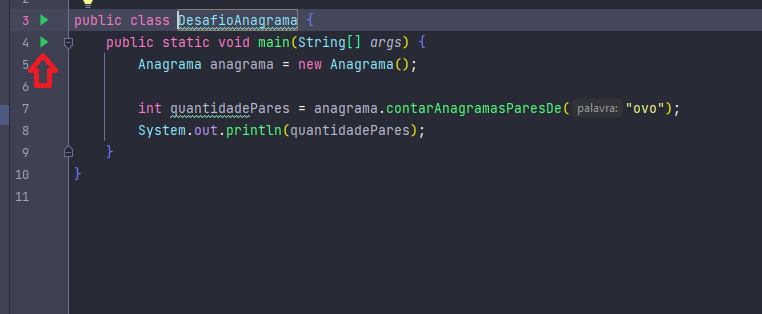 3 public class DesafioAnagrama {
4 public static void main(String[] args) {
5 Anagrama anagrama = new Anagrama();
6
7 int quantidadePares = anagrama.contarAnagramasParesDe( palavra: "ovo");
8 System.out.println(quantidadePares);
9 }
10 }
11